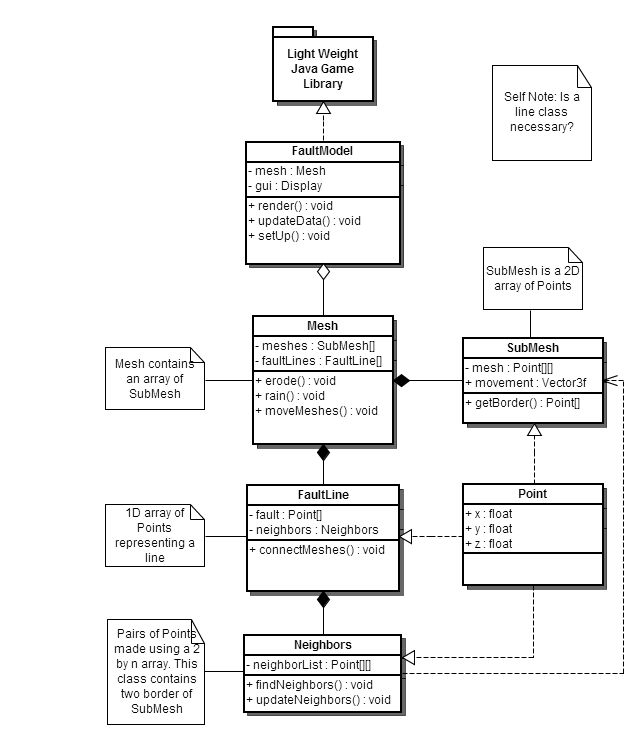 Light Weight
Java Game
Library
Self Note: Is a
line class
necessary?
FaultModel
- mesh : Mesh
- gui : Display
+ render() : void
+ updateData() : void
+ setUp() : void
SubMesh is a 2D
array of Points
Mesh
- meshes : SubMesh[]
- faultLines : FaultLine[]
+ erode() : void
+ rain() : void
+ moveMeshes() : void
Mesh contains
an array of
SubMesh
SubMesh
- mesh : Point[][]
+ movement : Vector3f
+ getBorder() : Point[]
FaultLine
- fault : Point[]
- neighbors : Neighbors
+ connectMeshes() : void
1D array of
Points
representing a
line
Point
+ x : float
+ y : float
+ z : float
Neighbors
- neighborList : Point[][]
+ findNeighbors() : void
+ updateNeighbors() : void
Pairs of Points
made using a 2
by n array. This
class contains
two border of
SubMesh